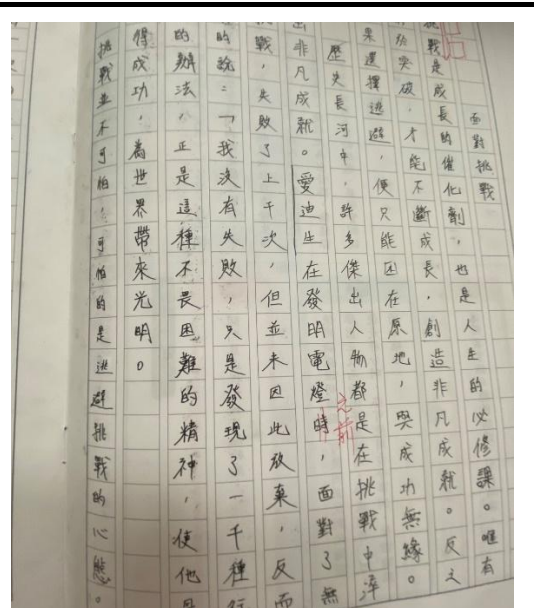 面對挑戰
挑戰是成長的催化劑，也是人生的必修課。唯有
突破，才能不斷成長，創造非凡成就。反之
果選擇逃避，便只能困在原地，與成功無緣。
歷史長河中，許多傑出人物都是在挑戰中淬
出非凡成就。愛迪生在發明電燈時，面對了無
之前
戰，失敗了上千次，但並未因此放棄，反而
的說：「我沒有失敗，只是發現了一千種行
的辦法，正是這種不畏困難的精神，使他
得成功，為世界帶來光明。
挑戰並不可怕，可怕的是逃避挑戰的心態。